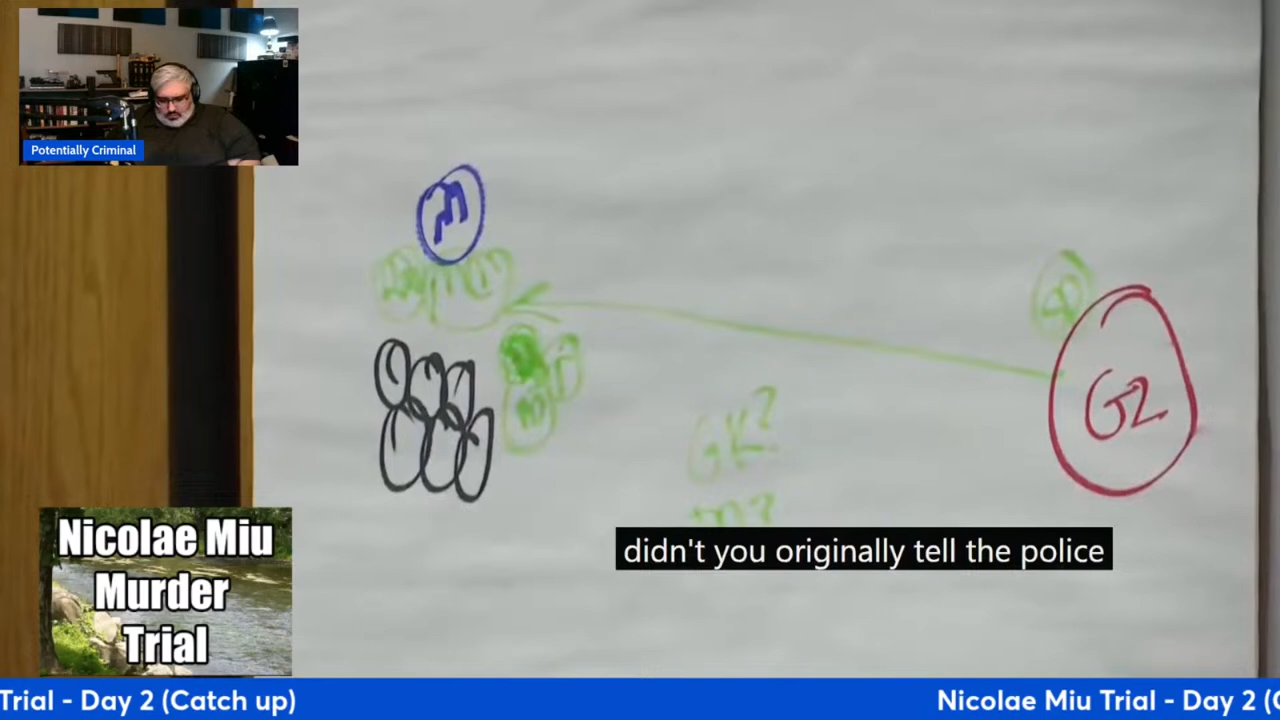 Potentially Criminal
M
G2
GK?
m?
didn't you originally tell the police
Nicolae Miu
Murder
Trial
Trial - Day 2 (Catch up)
Nicolae Miu Trial - Day 2 (C